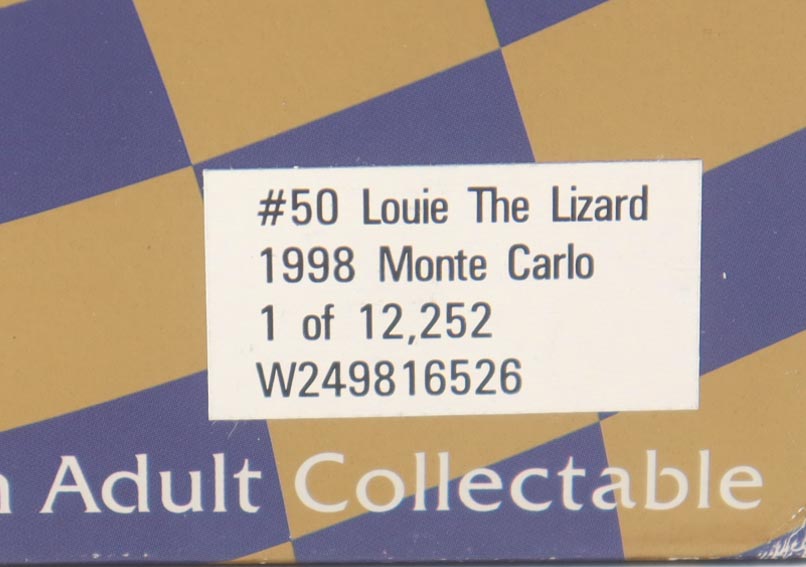 #50 Louie The Lizard
1998 Monte Carlo
1 of 12,252
W249816526
Adult Collectable